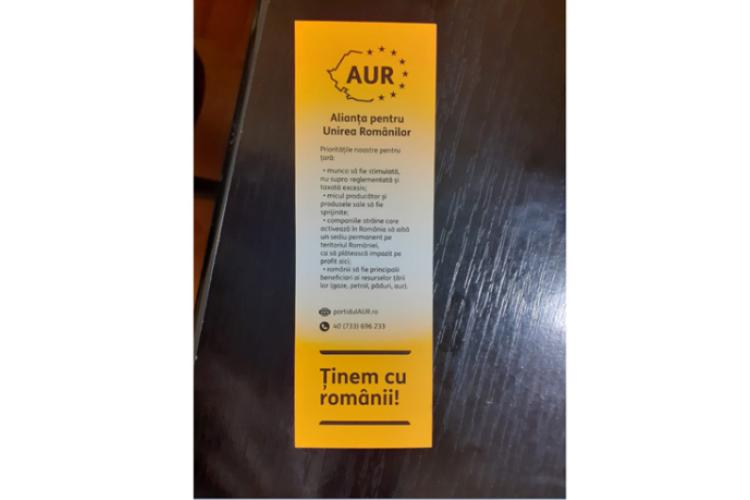 AUR
Alianța pentru
Unirea Românilor
Prioritățile noastre pentru
țară:
• munca să fie stimulată,
nu supra reglementată și
taxată excesiv;
• micul producător și
produsele sale să fie
sprijinite;
• companiile străine care
activează în România să aibă
un sediu permanent pe
teritoriul României,
ca să plătească impozit pe
profit aici;
• românii să fie principalii
beneficiari ai resurselor țării
lor (gaze, petrol, păduri, aur).
portidulAUR.ro
40 (733) 696 233
Ținem cu
românii!